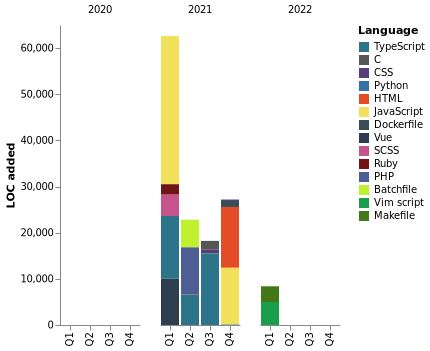 2020 2021 2022
Language
TypeScript
C
CSS
Python
HTML
JavaScript
Dockerfile
Vue
SCSS
Ruby
PHP
Batchfile
Vim script
Makefile
LOC added
60,000
50,000
40,000
30,000
20,000
10,000
0
Q1 Q2 Q3 Q4 Q1 Q2 Q3 Q4 Q1 Q2 Q3 Q4